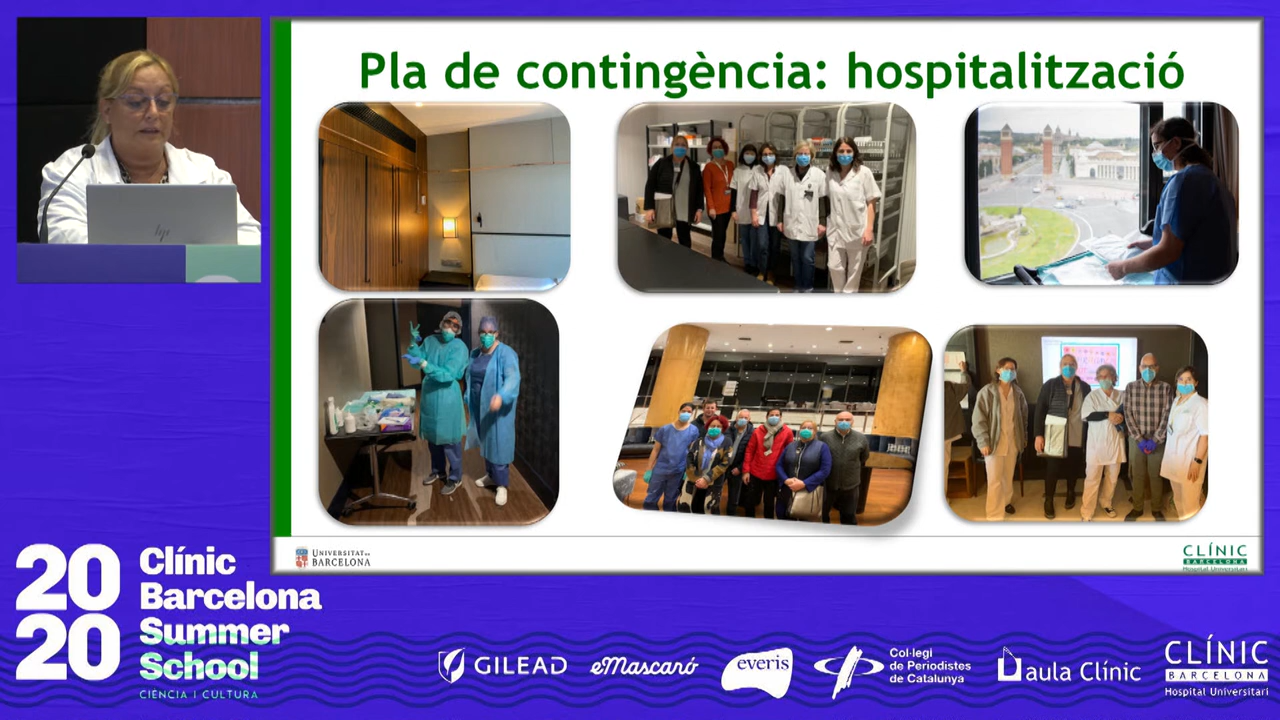 Pla de contingència: hospitalització
hp
UNIVERSITAT DE
BARCELONA
CLÍNIC
BARCELONA
Hospital Universitari
2020
Clínic
Barcelona
Summer
School
CIÈNCIA I CULTURA
GILEAD
eMascaró
everis
Col·legi
de Periodistes
de Catalunya
aula Clínic
CLÍNIC
BARCELONA
Hospital Universitari